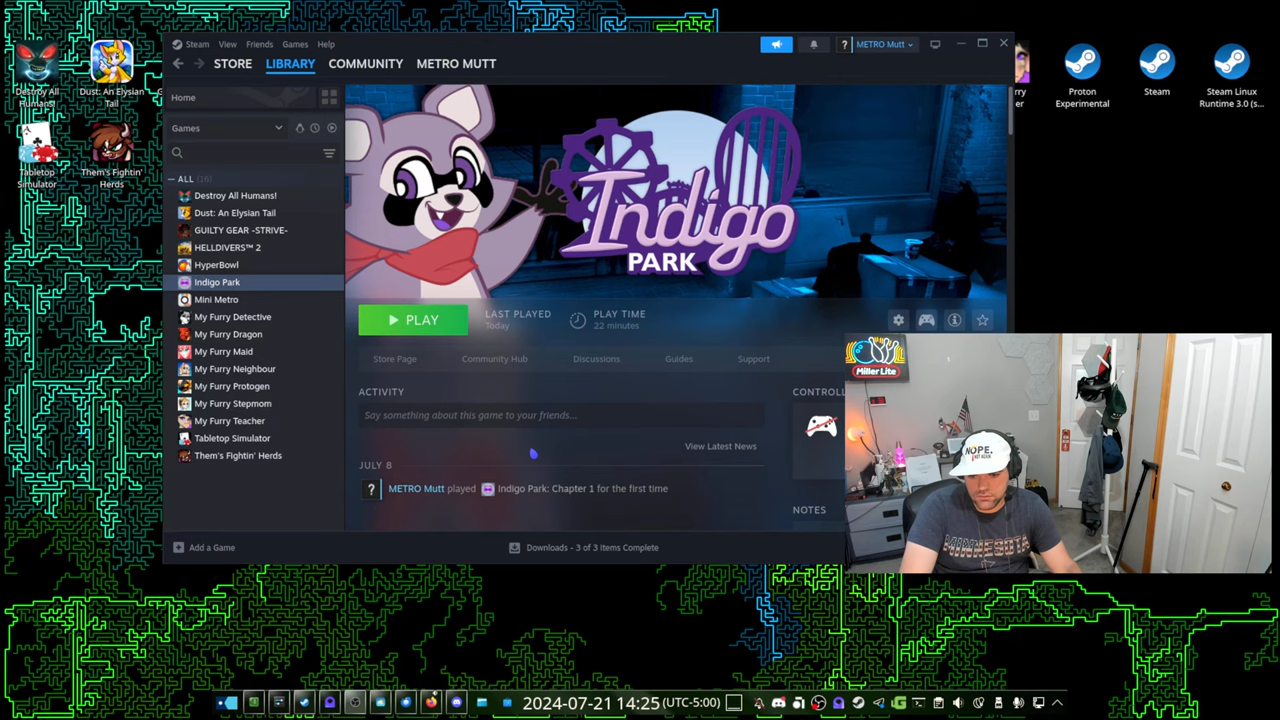 Steam View Friends Games Help
METRO Mutt
STORE LIBRARY COMMUNITY METRO MUTT
Home
Games
ALL (16)
Destroy All Humans!
Dust: An Elysian Tail
GUILTY GEAR -STRIVE-
HELLDIVERS™ 2
HyperBowl
Indigo Park
Mini Metro
My Furry Detective
My Furry Dragon
My Furry Maid
My Furry Neighbour
My Furry Protogen
My Furry Stepmom
My Furry Teacher
Tabletop Simulator
Them's Fightin' Herds
Indigo
PARK
PLAY
LAST PLAYED
Today
PLAY TIME
22 minutes
Store Page Community Hub Discussions Guides Support
ACTIVITY
Say something about this game to your friends...
View Latest News
JULY 8
METRO Mutt played Indigo Park: Chapter 1 for the first time
CONTROLL
NOTES
Add a Game
Downloads - 3 of 3 Items Complete
Destroy All
Humans!
Dust: An Elysian
Tail
Tabletop
Simulator
Them's Fightin'
Herds
Proton
Experimental
Steam
Steam Linux
Runtime 3.0 (s...
Miller Lite
NOPE.
NOT AGAIN
MINNESOTA
2024-07-21 14:25 (UTC-5:00)